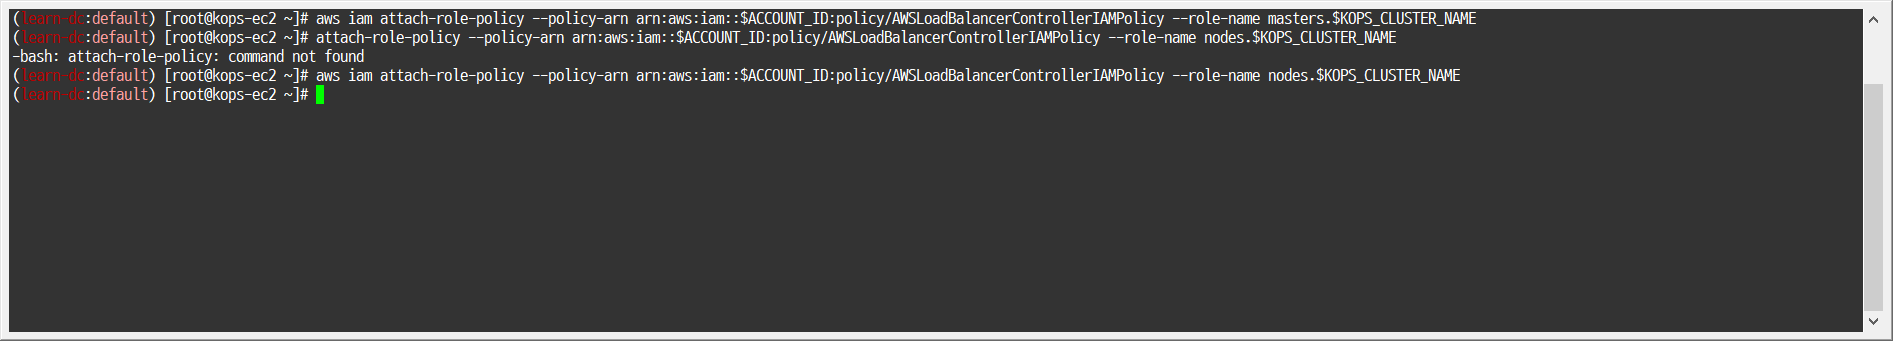 (learn-dc:default) [root@kops-ec2 ~]# aws iam attach-role-policy --policy-arn arn:aws:iam::$ACCOUNT_ID:policy/AWSLoadBalancerControllerIAMPolicy --role-name masters.$KOPS_CLUSTER_NAME
(learn-dc:default) [root@kops-ec2 ~]# attach-role-policy --policy-arn arn:aws:iam::$ACCOUNT_ID:policy/AWSLoadBalancerControllerIAMPolicy --role-name nodes.$KOPS_CLUSTER_NAME
-bash: attach-role-policy: command not found
(learn-dc:default) [root@kops-ec2 ~]# aws iam attach-role-policy --policy-arn arn:aws:iam::$ACCOUNT_ID:policy/AWSLoadBalancerControllerIAMPolicy --role-name nodes.$KOPS_CLUSTER_NAME
(learn-dc:default) [root@kops-ec2 ~]#